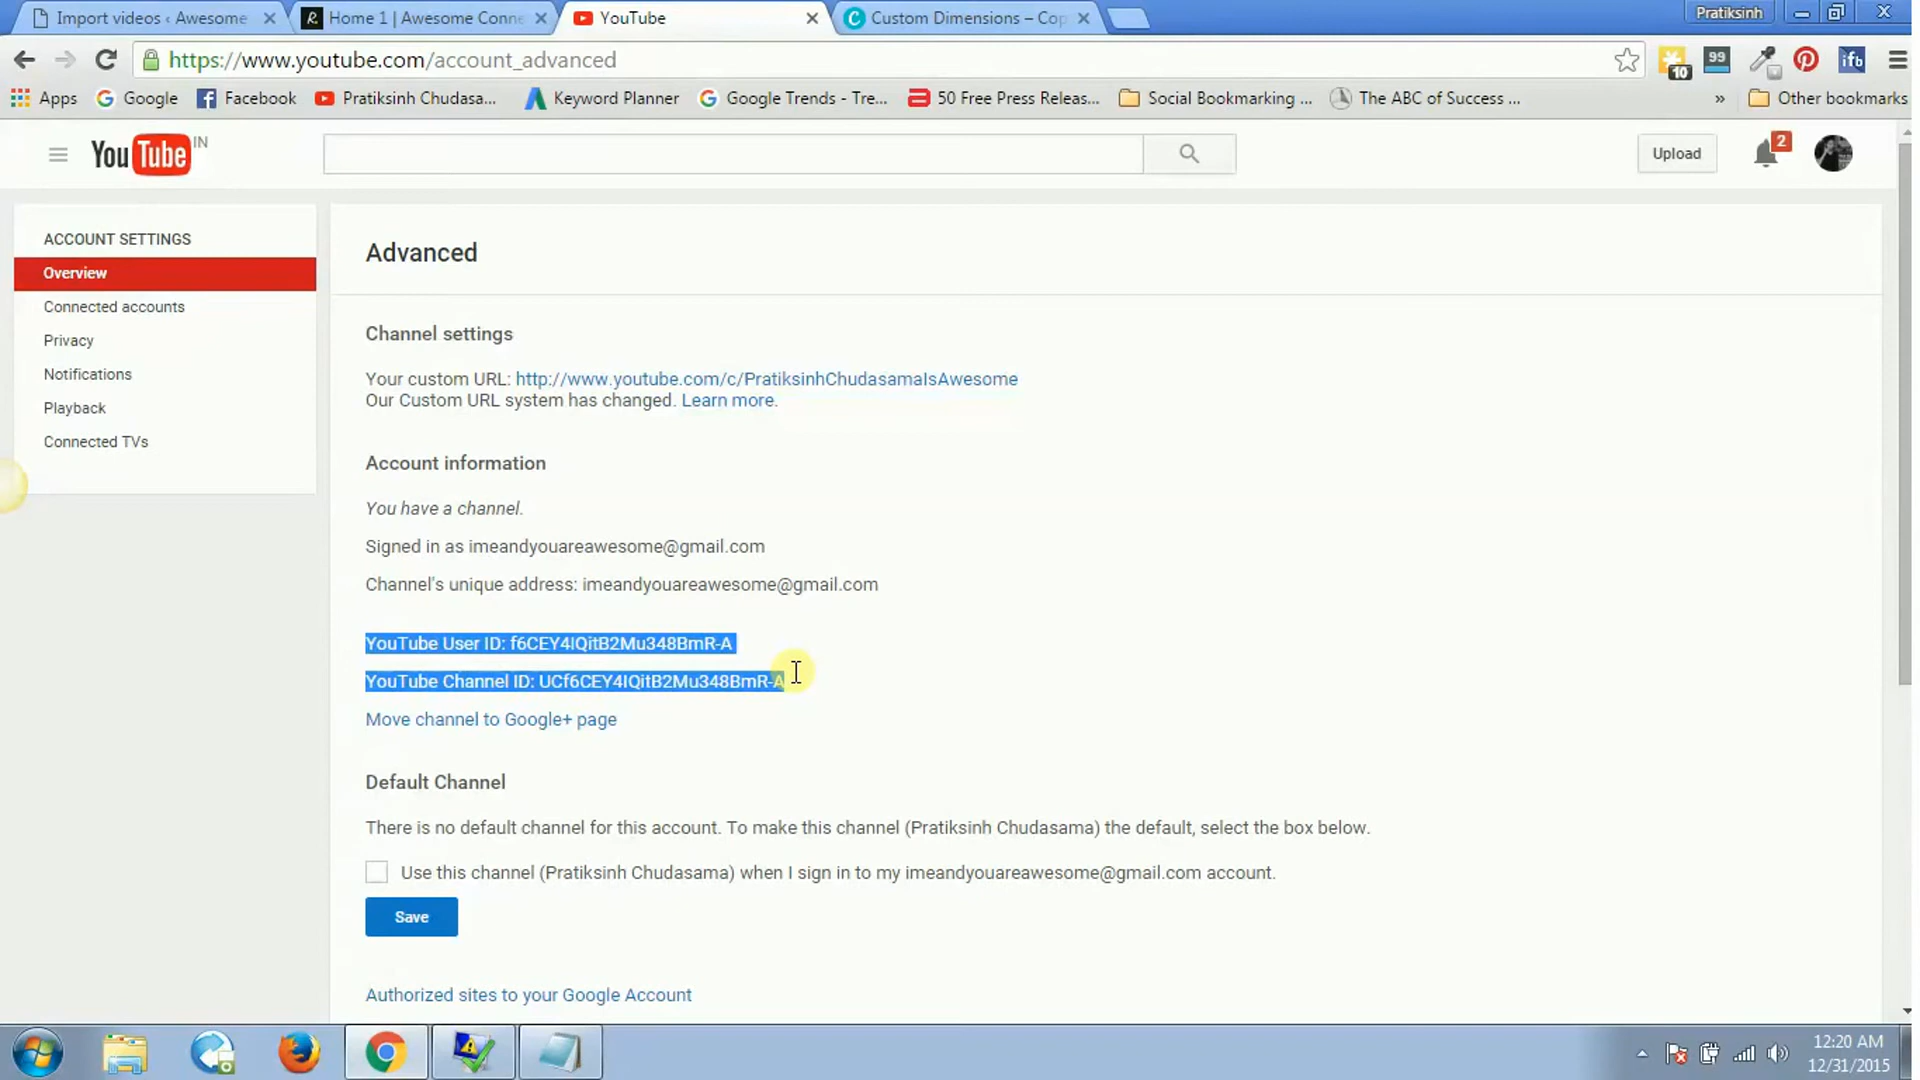 Import videos ‹ Awesome
Home 1 | Awesome Conne
YouTube
Custom Dimensions – Cop
Pratiksinh
https://www.youtube.com/account_advanced
10
99
ifb
Apps
Google
Facebook
Pratiksinh Chudasa...
Keyword Planner
Google Trends - Tre...
50 Free Press Releas...
Social Bookmarking ...
The ABC of Success ...
»
Other bookmarks
YouTube IN
Upload
2
ACCOUNT SETTINGS
Overview
Connected accounts
Privacy
Notifications
Playback
Connected TVs
Advanced
Channel settings
Your custom URL: http://www.youtube.com/c/PratiksinhChudasamaIsAwesome
Our Custom URL system has changed. Learn more.
Account information
You have a channel.
Signed in as imeandyouareawesome@gmail.com
Channel's unique address: imeandyouareawesome@gmail.com
YouTube User ID: f6CEY4IQitB2Mu348BmR-A
YouTube Channel ID: UCf6CEY4IQitB2Mu348BmR-A
Move channel to Google+ page
Default Channel
There is no default channel for this account. To make this channel (Pratiksinh Chudasama) the default, select the box below.
Use this channel (Pratiksinh Chudasama) when I sign in to my imeandyouareawesome@gmail.com account.
Save
Authorized sites to your Google Account
12:20 AM
12/31/2015